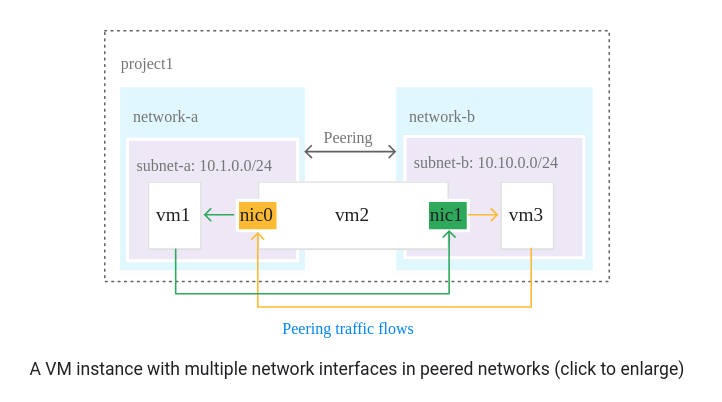 project1
network-a
network-b
Peering
subnet-a: 10.1.0.0/24
subnet-b: 10.10.0.0/24
vm1
nic0
vm2
nic1
vm3
Peering traffic flows
A VM instance with multiple network interfaces in peered networks (click to enlarge)